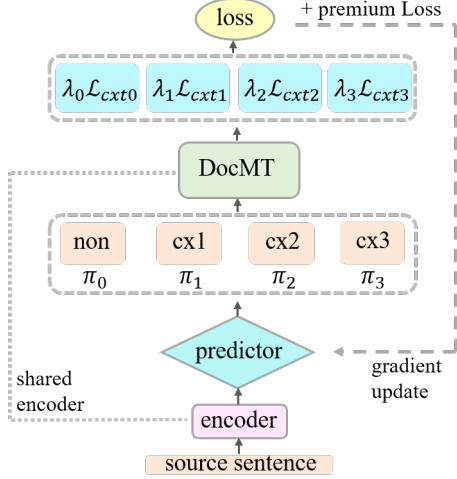 loss
+ premium Loss
λ₀ℒ𝑐𝑥𝑡0 λ₁ℒ𝑐𝑥𝑡1 λ₂ℒ𝑐𝑥𝑡2 λ₃ℒ𝑐𝑥𝑡3
DocMT
non cx1 cx2 cx3
π₀ π₁ π₂ π₃
predictor
gradient
update
shared
encoder
encoder
source sentence